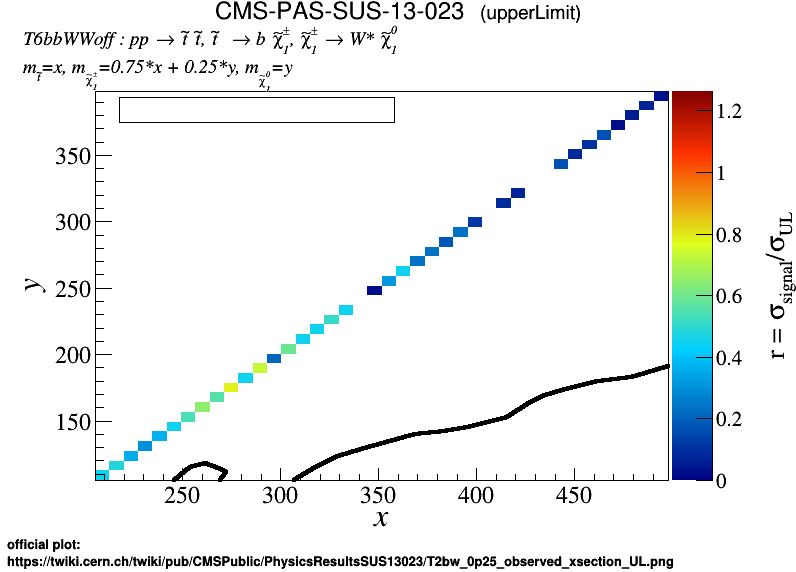 CMS-PAS-SUS-13-023 (upperLimit)
T6bbWWoff : pp → t̃ t̃, t̃ → b χ̃₁±, χ̃₁± → W* χ̃₁⁰
m_t̃=x, m_χ̃₁±=0.75*x + 0.25*y, m_χ̃₁⁰=y
350
300
250
200
150
y
250
300
350
400
450
x
1.2
1
0.8
0.6
0.4
0.2
0
r = σ_signal/σ_UL
official plot:
https://twiki.cern.ch/twiki/pub/CMSPublic/PhysicsResultsSUS13023/T2bw_0p25_observed_xsection_UL.png